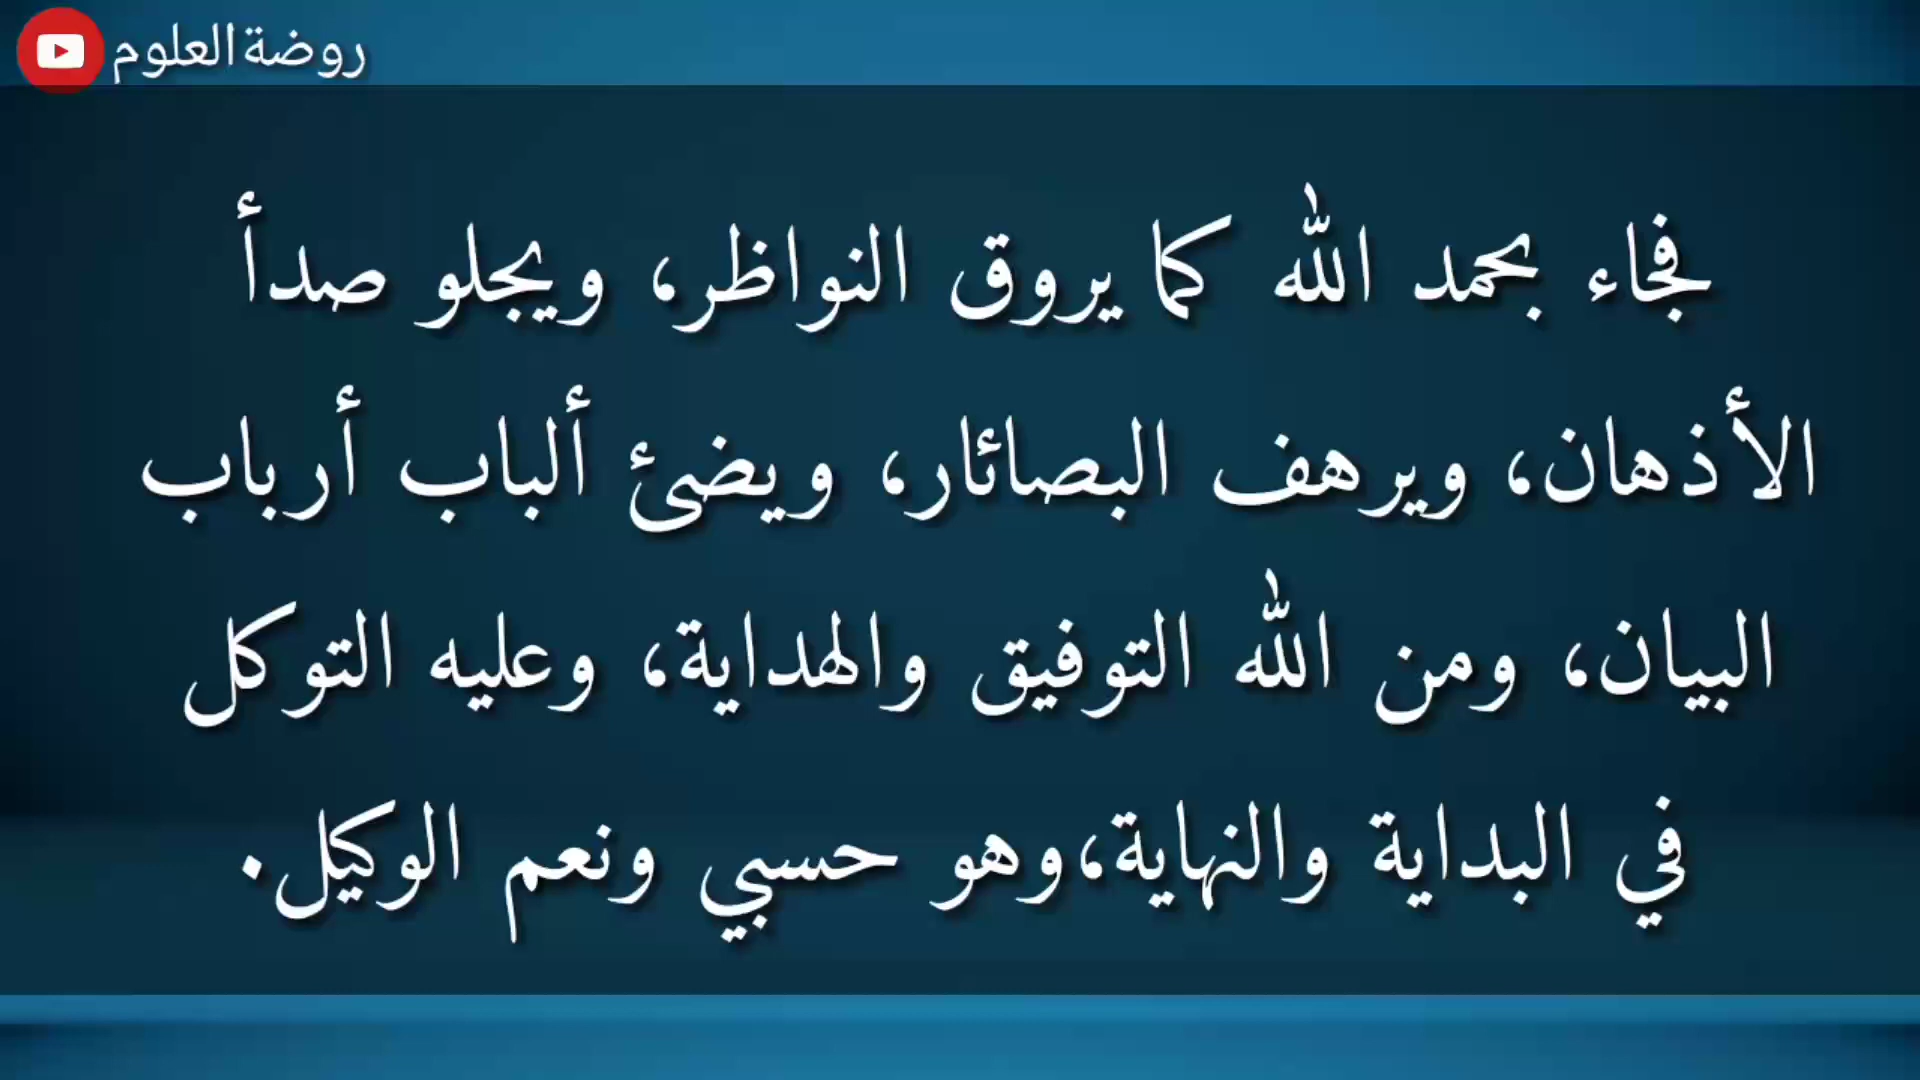 روضة العلوم
فجاء بحمد الله كما يروق النواظر، ويجلو صدأ
الأذهان، ويرهف البصائار، ويضئ ألباب أرباب
البيان، ومن الله التوفيق والهداية، وعليه التوكل
في البداية والنهاية،وهو حسبي ونعم الوكيل.